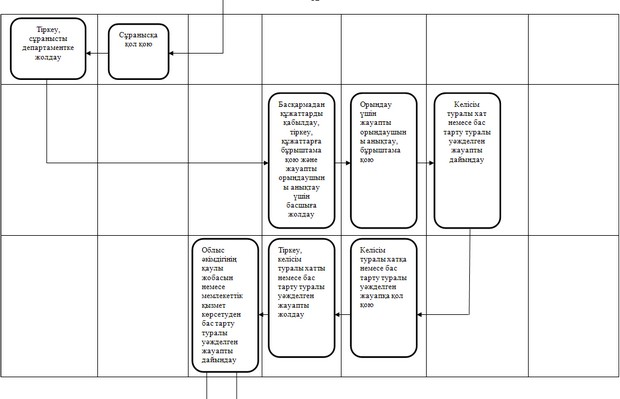 Тіркеу,
сұранысты
департаментке
жолдау
Сұранысқа
қол қою
Басқармадан
құжаттарды
қабылдау,
тіркеу,
құжаттарға
бұрыштама
қою және
жауапты
орындаушын
ы анықтау
үшін
басшыға
жолдау
Орындау
үшін
жауапты
орындаушын
ы анықтау,
бұрыштама
қою
Келісім
туралы хат
немесе бас
тарту туралы
уәжделген
жауапты
дайындау
Облыс
әкімдігінің
қаулы
жобасын
немесе
мемлекеттік
қызмет
көрсетуден
бас тарту
туралы
уәжделген
жауапты
дайындау
Тіркеу,
келісім
туралы хатты
немесе бас
тарту туралы
уәжделген
жауапты
жолдау
Келісім
туралы хатқа
немесе бас
тарту туралы
уәжделген
жауапқа қол
қою